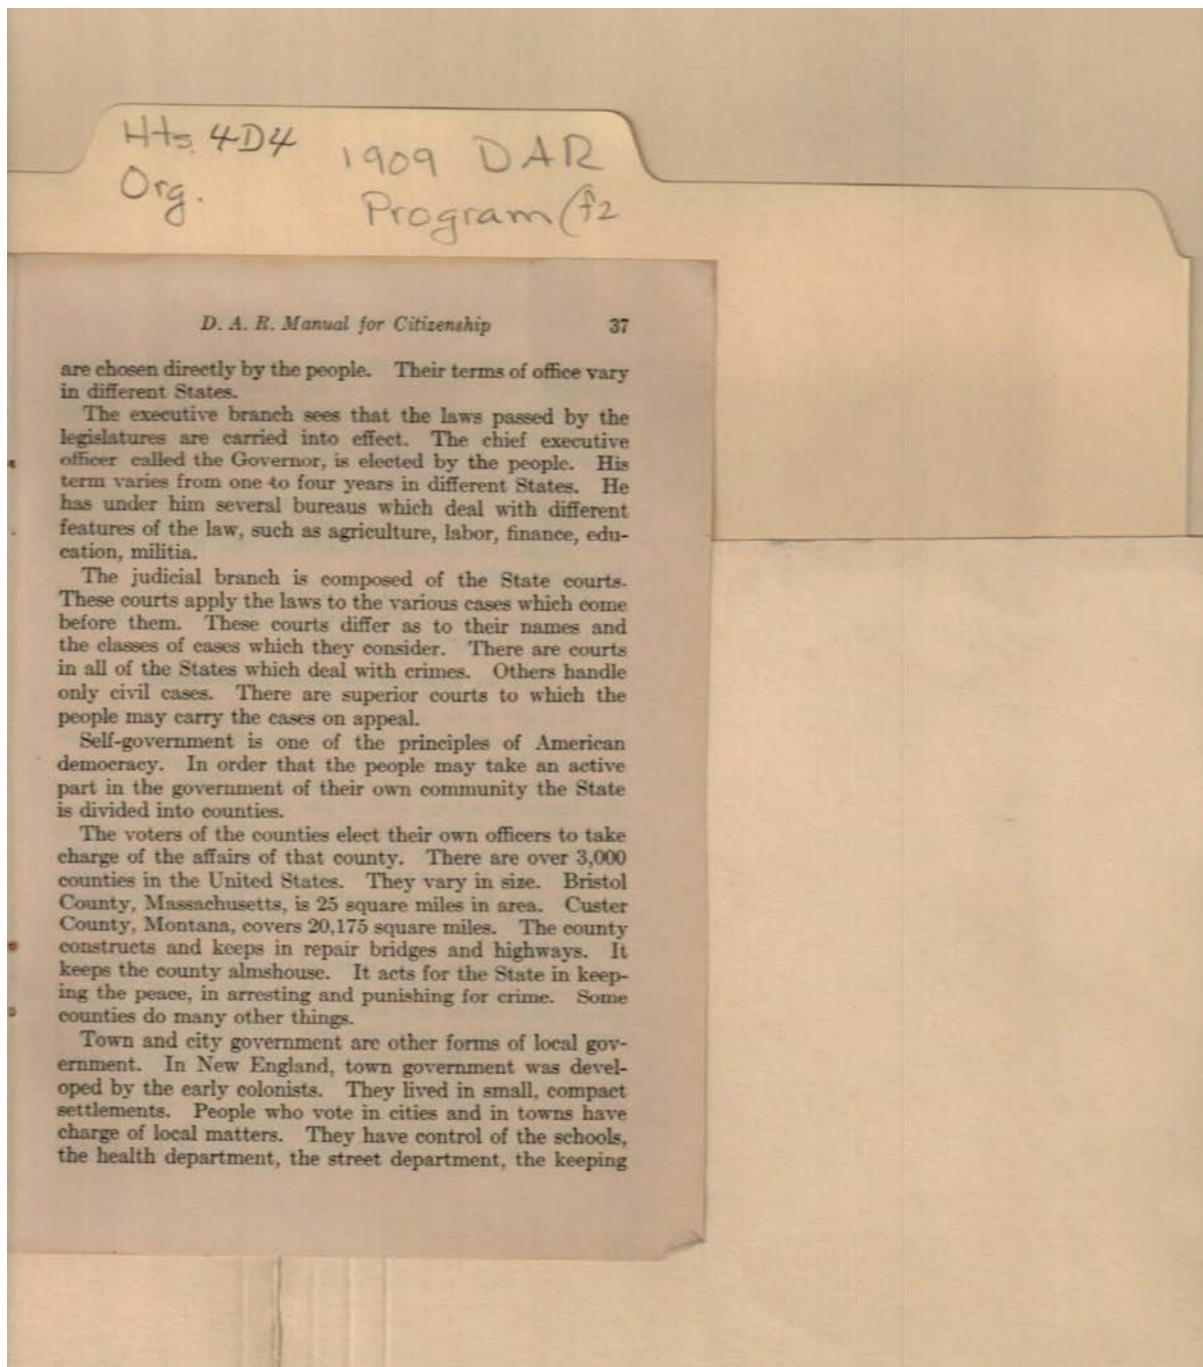 Hts. 4D4
Org.
1909 DAR
Program (f2
D. A. R. Manual for Citizenship 37
are chosen directly by the people. Their terms of office vary
in different States.
The executive branch sees that the laws passed by the
legislatures are carried into effect. The chief executive
officer called the Governor, is elected by the people. His
term varies from one to four years in different States. He
has under him several bureaus which deal with different
features of the law, such as agriculture, labor, finance, edu-
cation, militia.
The judicial branch is composed of the State courts.
These courts apply the laws to the various cases which come
before them. These courts differ as to their names and
the classes of cases which they consider. There are courts
in all of the States which deal with crimes. Others handle
only civil cases. There are superior courts to which the
people may carry the cases on appeal.
Self-government is one of the principles of American
democracy. In order that the people may take an active
part in the government of their own community the State
is divided into counties.
The voters of the counties elect their own officers to take
charge of the affairs of that county. There are over 3,000
counties in the United States. They vary in size. Bristol
County, Massachusetts, is 25 square miles in area. Custer
County, Montana, covers 20,175 square miles. The county
constructs and keeps in repair bridges and highways. It
keeps the county almshouse. It acts for the State in keep-
ing the peace, in arresting and punishing for crime. Some
counties do many other things.
Town and city government are other forms of local gov-
ernment. In New England, town government was devel-
oped by the early colonists. They lived in small, compact
settlements. People who vote in cities and in towns have
charge of local matters. They have control of the schools,
the health department, the street department, the keeping